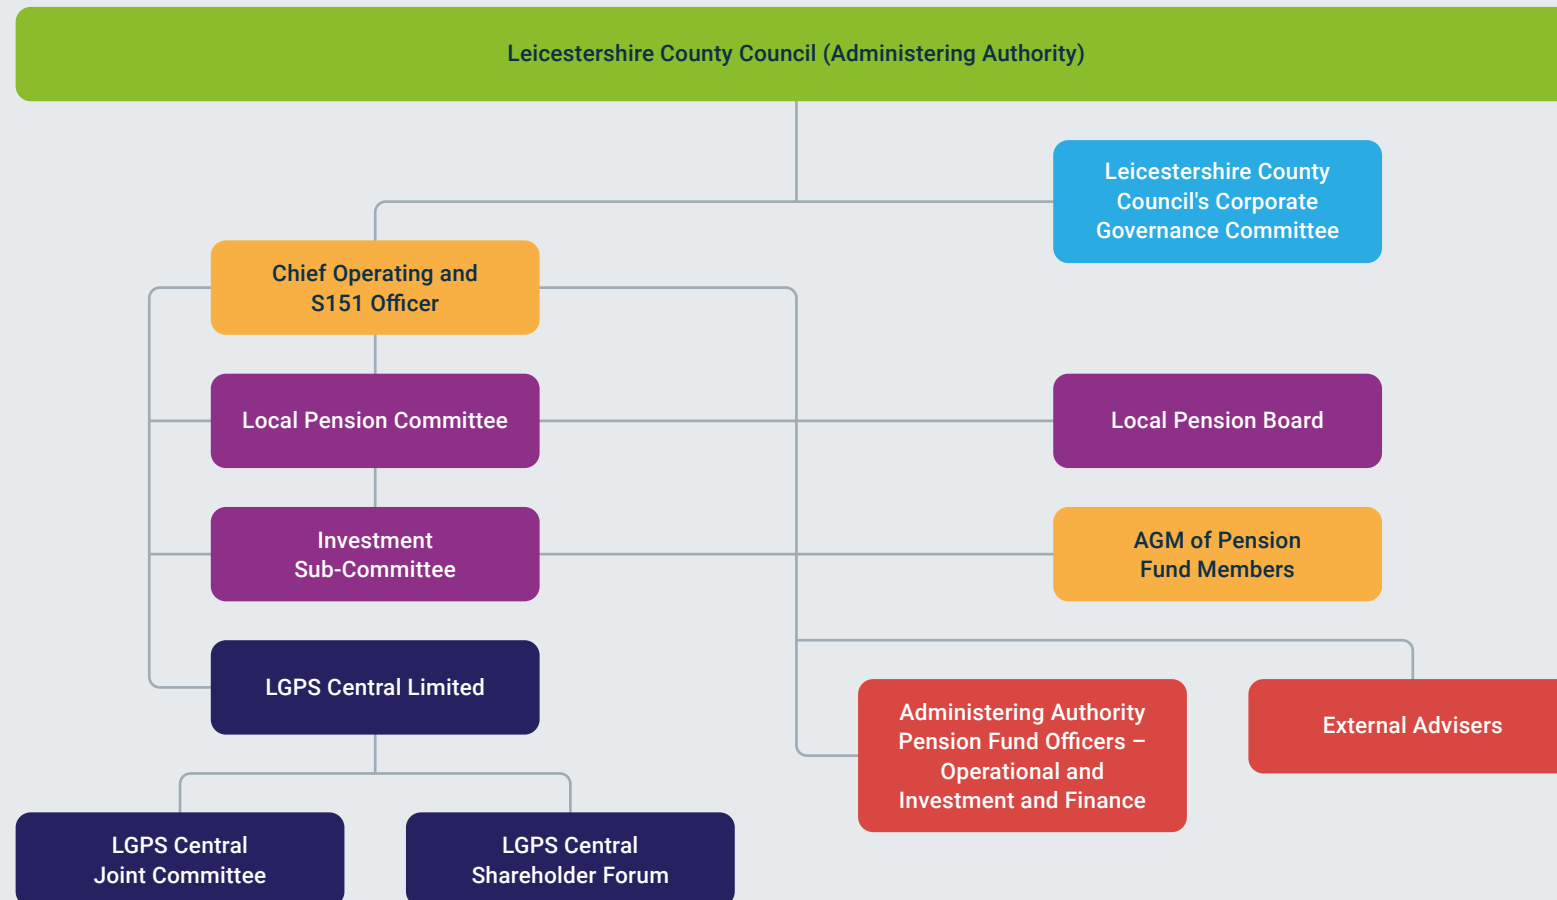 Leicestershire County Council (Administering Authority)
Leicestershire County
Council's Corporate
Governance Committee
Chief Operating and
S151 Officer
Local Pension Committee
Local Pension Board
Investment
Sub-Committee
AGM of Pension
Fund Members
LGPS Central Limited
Administering Authority
Pension Fund Officers –
Operational and
Investment and Finance
External Advisers
LGPS Central
Joint Committee
LGPS Central
Shareholder Forum